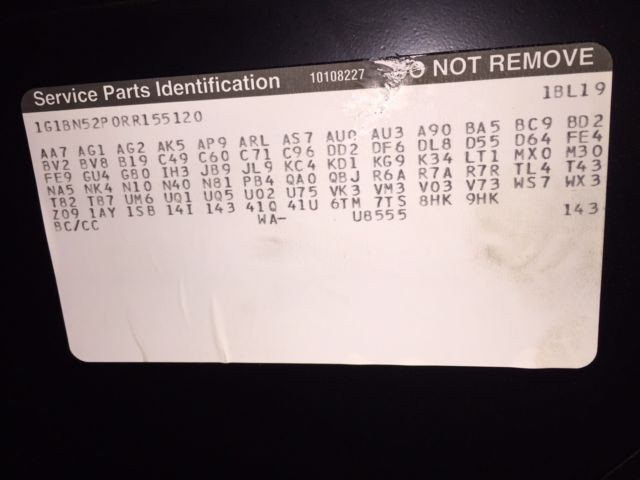 Service Parts Identification 10108227 DO NOT REMOVE
1G1BN52P0RR155120 1BL19
AA7 AG1 AG2 AK5 AP9 ARL AS7 AU0 AU3 A90 BA5 BC9 BD2
BV2 BV8 B19 C49 C60 C71 C96 DD2 DF6 DL8 D55 D64 FE4
FE9 GU4 G80 IH3 JB9 JL9 KC4 KD1 KG9 K34 LT1 MX0 M30
NA5 NK4 N10 N40 N81 PB4 QA0 QBJ R6A R7A R7R TL4 T43
T82 T87 UM6 UQ1 UQ5 U02 U75 VK3 VM3 V03 V73 WS7 WX3
Z09 1AY 1SB 14I 143 41Q 41U 6TM 7TS 8HK 9HK 143
BC/CC WA- U8555